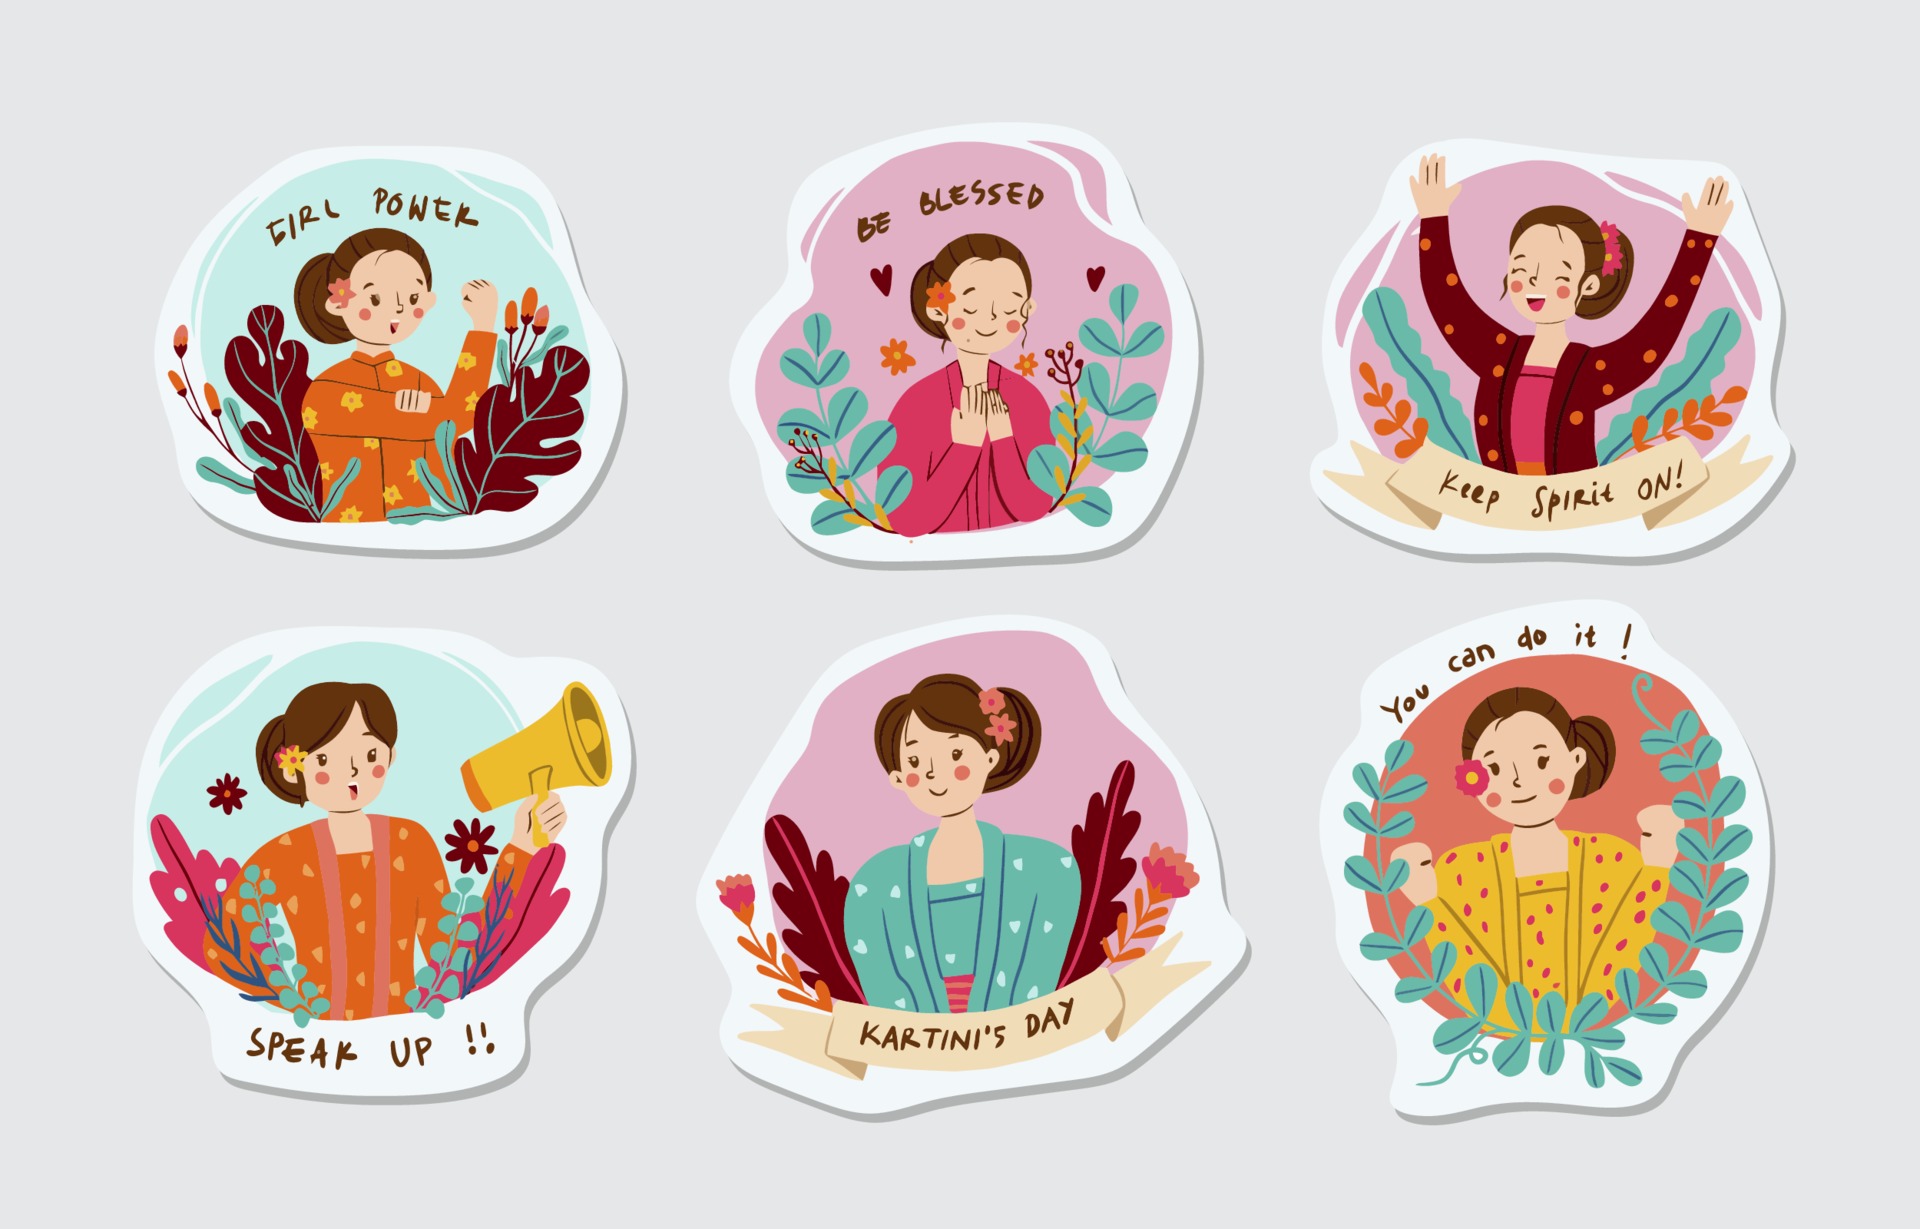 GIRL POWER
BE BLESSED
Keep Spirit ON!
SPEAK UP !!
KARTINI'S DAY
You can do it !